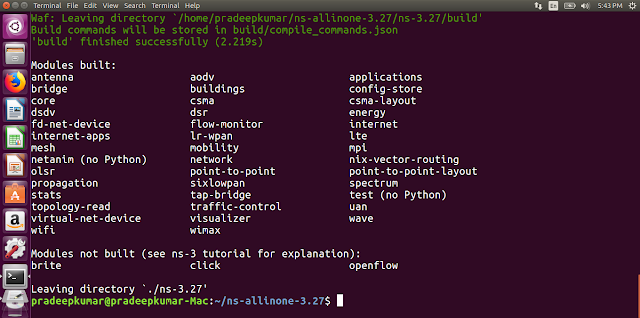 Terminal Terminal File Edit View Search Terminal Help En 5:43 PM
Waf: Leaving directory `/home/pradeepkumar/ns-allinone-3.27/ns-3.27/build'
Build commands will be stored in build/compile_commands.json
'build' finished successfully (2.219s)
Modules built:
antenna aodv applications
bridge buildings config-store
core csma csma-layout
dsdv dsr energy
fd-net-device flow-monitor internet
internet-apps lr-wpan lte
mesh mobility mpi
netanim (no Python) network nix-vector-routing
olsr point-to-point point-to-point-layout
propagation sixlowpan spectrum
stats tap-bridge test (no Python)
topology-read traffic-control uan
virtual-net-device visualizer wave
wifi wimax
Modules not built (see ns-3 tutorial for explanation):
brite click openflow
Leaving directory `./ns-3.27'
pradeepkumar@pradeepkumar-Mac:~/ns-allinone-3.27$